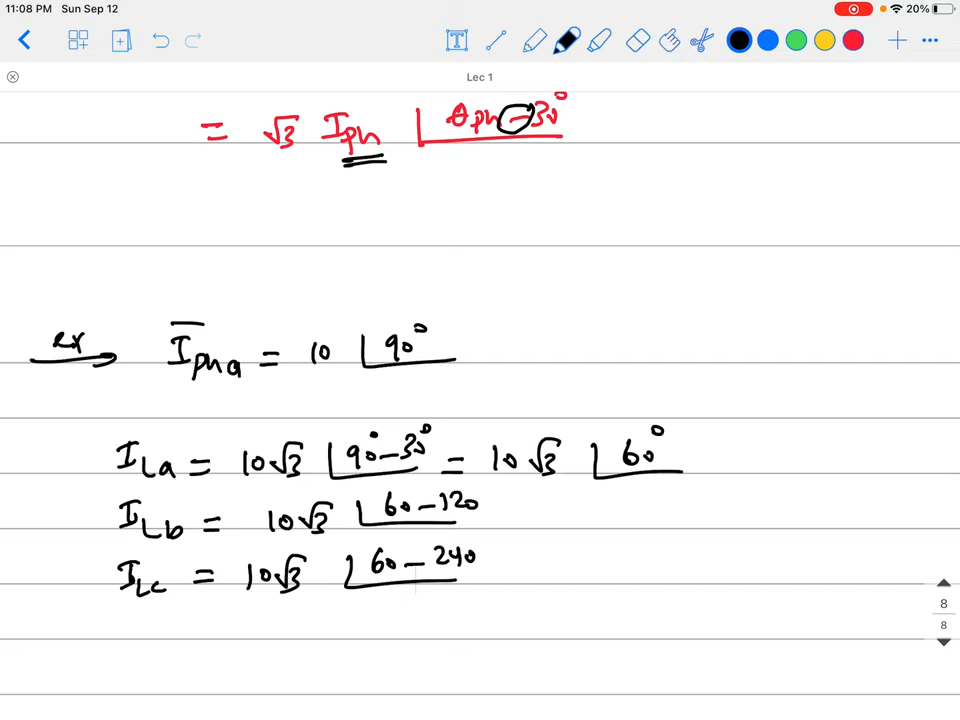 11:08 PM Sun Sep 12 20%
Lec 1
= √3 Iph ∠θph - 30°
ex Īpha = 10 ∠90°
ILa = 10√3 ∠90° - 30° = 10√3 ∠60°
ILb = 10√3 ∠60 - 120
ILc = 10√3 ∠60 - 240
8
8